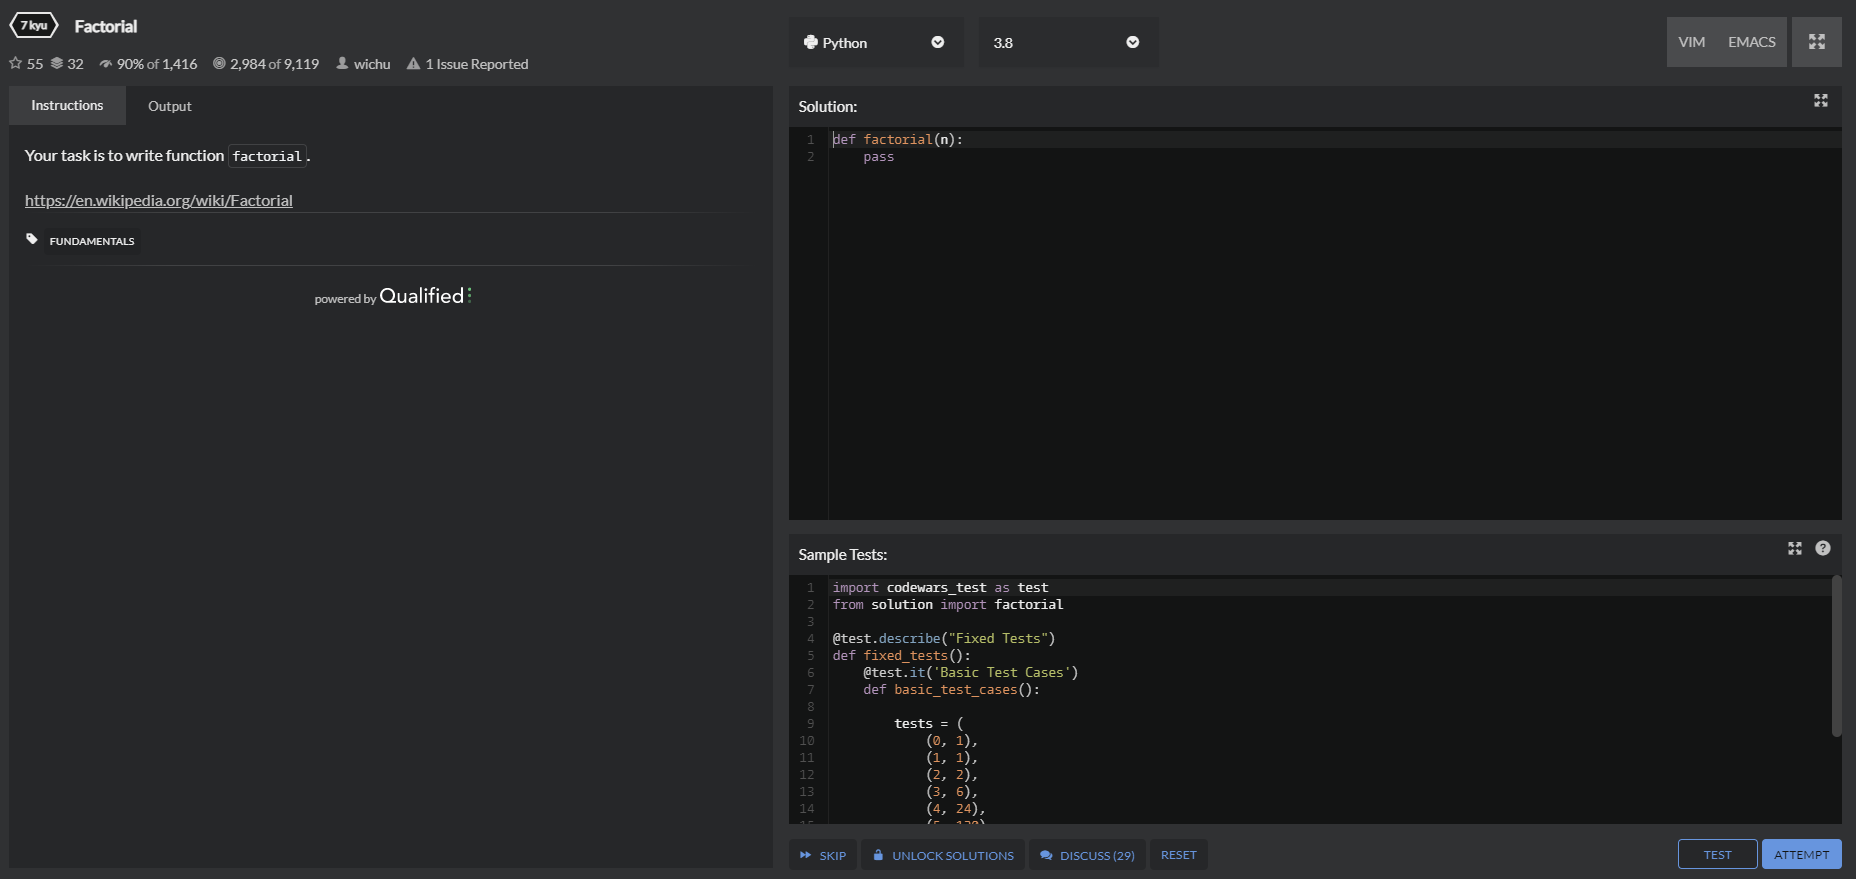 7 kyu Factorial
55 32 90% of 1,416 2,984 of 9,119 wichu 1 Issue Reported
Python 3.8 VIM EMACS
Instructions Output
Your task is to write function factorial.
https://en.wikipedia.org/wiki/Factorial
FUNDAMENTALS
powered by Qualified
Solution:
1 def factorial(n):
2     pass
Sample Tests:
?
1 import codewars_test as test
2 from solution import factorial
3
4 @test.describe("Fixed Tests")
5 def fixed_tests():
6     @test.it('Basic Test Cases')
7     def basic_test_cases():
8
9         tests = (
10             (0, 1),
11             (1, 1),
12             (2, 2),
13             (3, 6),
14             (4, 24),
SKIP UNLOCK SOLUTIONS DISCUSS (29) RESET TEST ATTEMPT